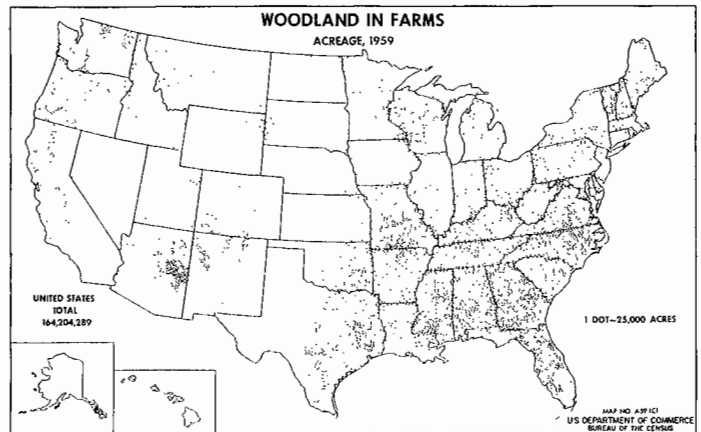 WOODLAND IN FARMS
ACREAGE, 1959
UNITED STATES
TOTAL
164,204,289
1 DOT—25,000 ACRES
MAP NO. A59 IC1
US DEPARTMENT OF COMMERCE
BUREAU OF THE CENSUS